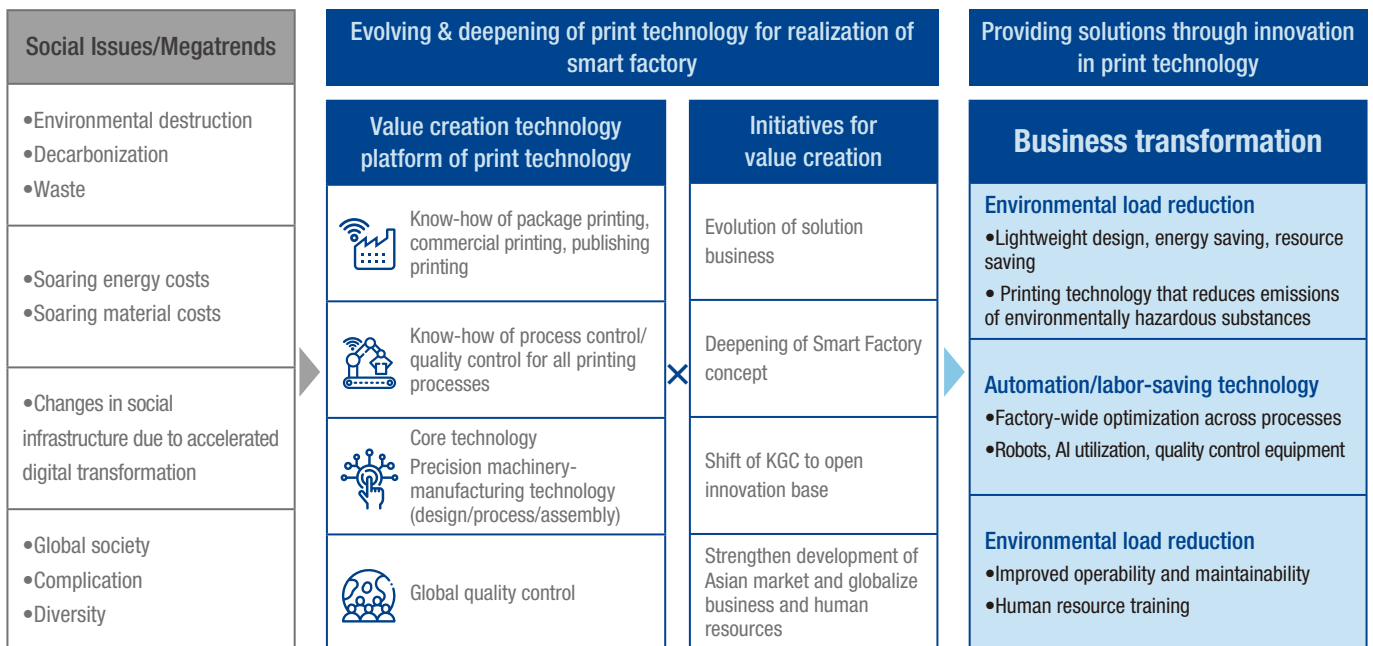 Social Issues/Megatrends
•Environmental destruction
•Decarbonization
•Waste
•Soaring energy costs
•Soaring material costs
•Changes in social
infrastructure due to accelerated
digital transformation
•Global society
•Complication
•Diversity
Evolving & deepening of print technology for realization of
smart factory
Value creation technology
platform of print technology
Know-how of package printing,
commercial printing, publishing
printing
Know-how of process control/
quality control for all printing
processes
Core technology
Precision machinery-
manufacturing technology
(design/process/assembly)
Global quality control
×
Initiatives for
value creation
Evolution of solution
business
Deepening of Smart Factory
concept
Shift of KGC to open
innovation base
Strengthen development of
Asian market and globalize
business and human
resources
Providing solutions through innovation
in print technology
Business transformation
Environmental load reduction
•Lightweight design, energy saving, resource
saving
• Printing technology that reduces emissions
of environmentally hazardous substances
Automation/labor-saving technology
•Factory-wide optimization across processes
•Robots, AI utilization, quality control equipment
Environmental load reduction
•Improved operability and maintainability
•Human resource training